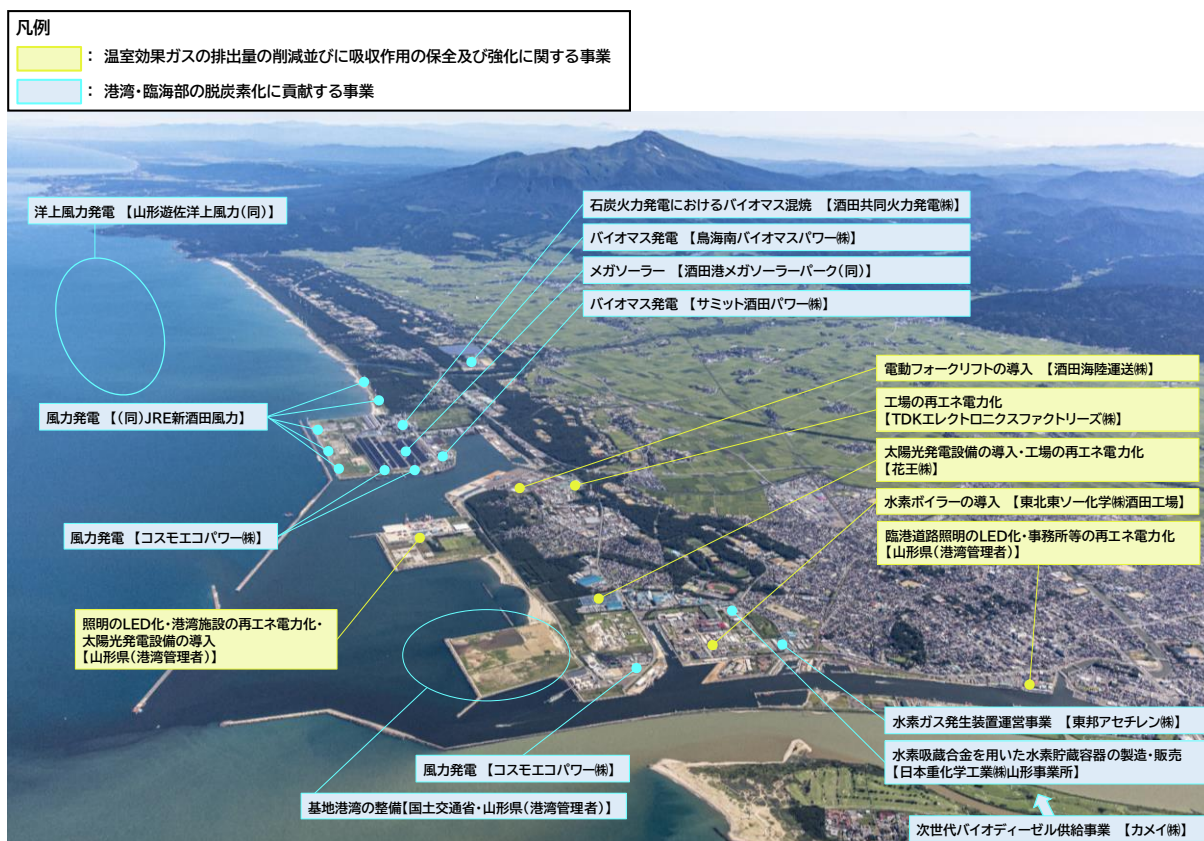 凡例
： 温室効果ガスの排出量の削減並びに吸収作用の保全及び強化に関する事業
： 港湾・臨海部の脱炭素化に貢献する事業
洋上風力発電 【山形遊佐洋上風力(同)】
石炭火力発電におけるバイオマス混焼 【酒田共同火力発電㈱】
バイオマス発電 【鳥海南バイオマスパワー㈱】
メガソーラー 【酒田港メガソーラーパーク(同)】
バイオマス発電 【サミット酒田パワー㈱】
風力発電 【(同)JRE新酒田風力】
風力発電 【コスモエコパワー㈱】
電動フォークリフトの導入 【酒田海陸運送㈱】
工場の再エネ電力化
【TDKエレクトロニクスファクトリーズ㈱】
太陽光発電設備の導入・工場の再エネ電力化
【花王㈱】
水素ボイラーの導入 【東北東ソー化学㈱酒田工場】
臨港道路照明のLED化・事務所等の再エネ電力化
【山形県(港湾管理者)】
照明のLED化・港湾施設の再エネ電力化・
太陽光発電設備の導入
【山形県(港湾管理者)】
風力発電 【コスモエコパワー㈱】
基地港湾の整備【国土交通省・山形県(港湾管理者)】
水素ガス発生装置運営事業 【東邦アセチレン㈱】
水素吸蔵合金を用いた水素貯蔵容器の製造・販売
【日本重化学工業㈱山形事業所】
次世代バイオディーゼル供給事業 【カメイ㈱】